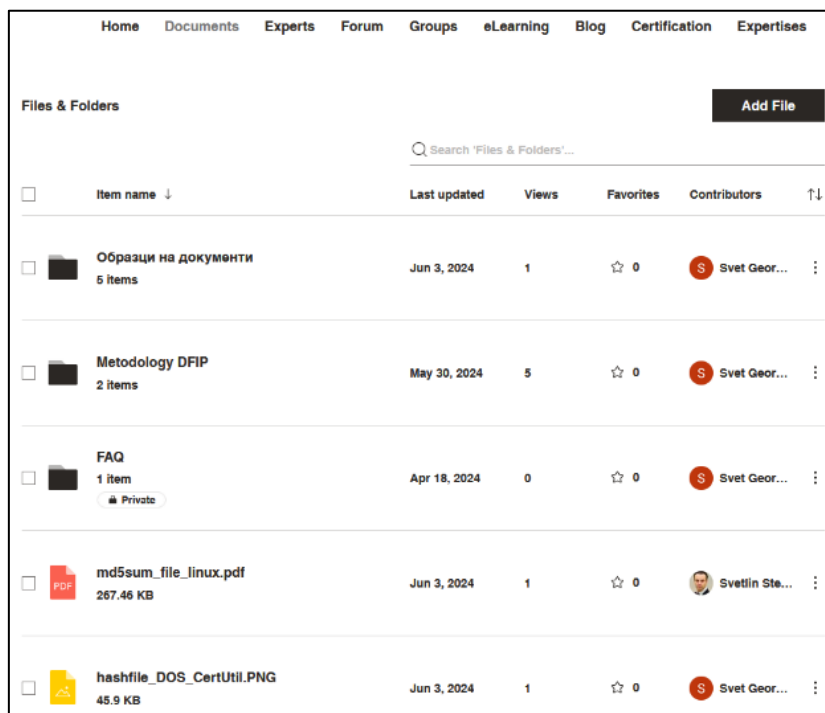 Home Documents Experts Forum Groups eLearning Blog Certification Expertises
Files & Folders Add File
Search 'Files & Folders'...
Item name ↓ Last updated Views Favorites Contributors
Образци на документи
5 items
Jun 3, 2024 1 0 S Svet Geor...
Metodology DFIP
2 items
May 30, 2024 5 0 S Svet Geor...
FAQ
1 item
Private
Apr 18, 2024 0 0 S Svet Geor...
PDF
md5sum_file_linux.pdf
267.46 KB
Jun 3, 2024 1 0 Svetlin Ste...
hashfile_DOS_CertUtil.PNG
45.9 KB
Jun 3, 2024 1 0 S Svet Geor...